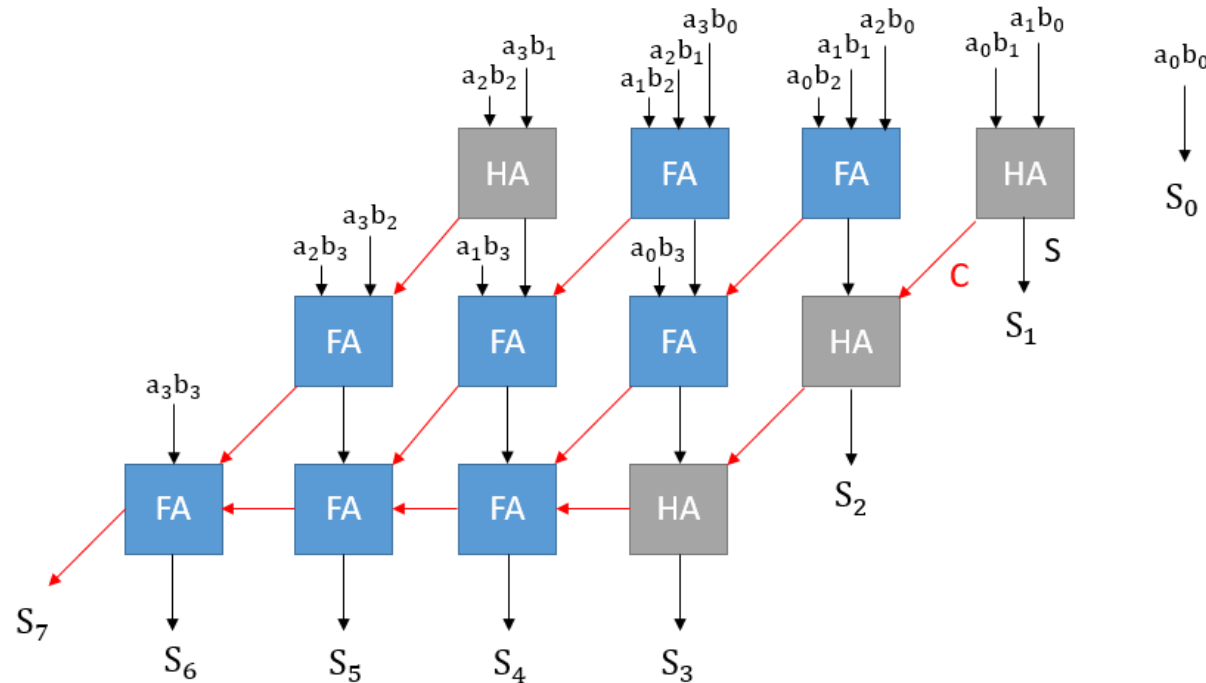 a₃b₀ a₂b₀ a₁b₀
a₃b₁ a₂b₁ a₁b₁ a₀b₁ a₀b₀
a₂b₂ a₁b₂ a₀b₂
HA FA FA HA
S₀
a₃b₂
a₂b₃ a₁b₃ a₀b₃ S
C
S₁
FA FA FA HA
a₃b₃
S₂
FA FA FA HA
S₇
S₆ S₅ S₄ S₃